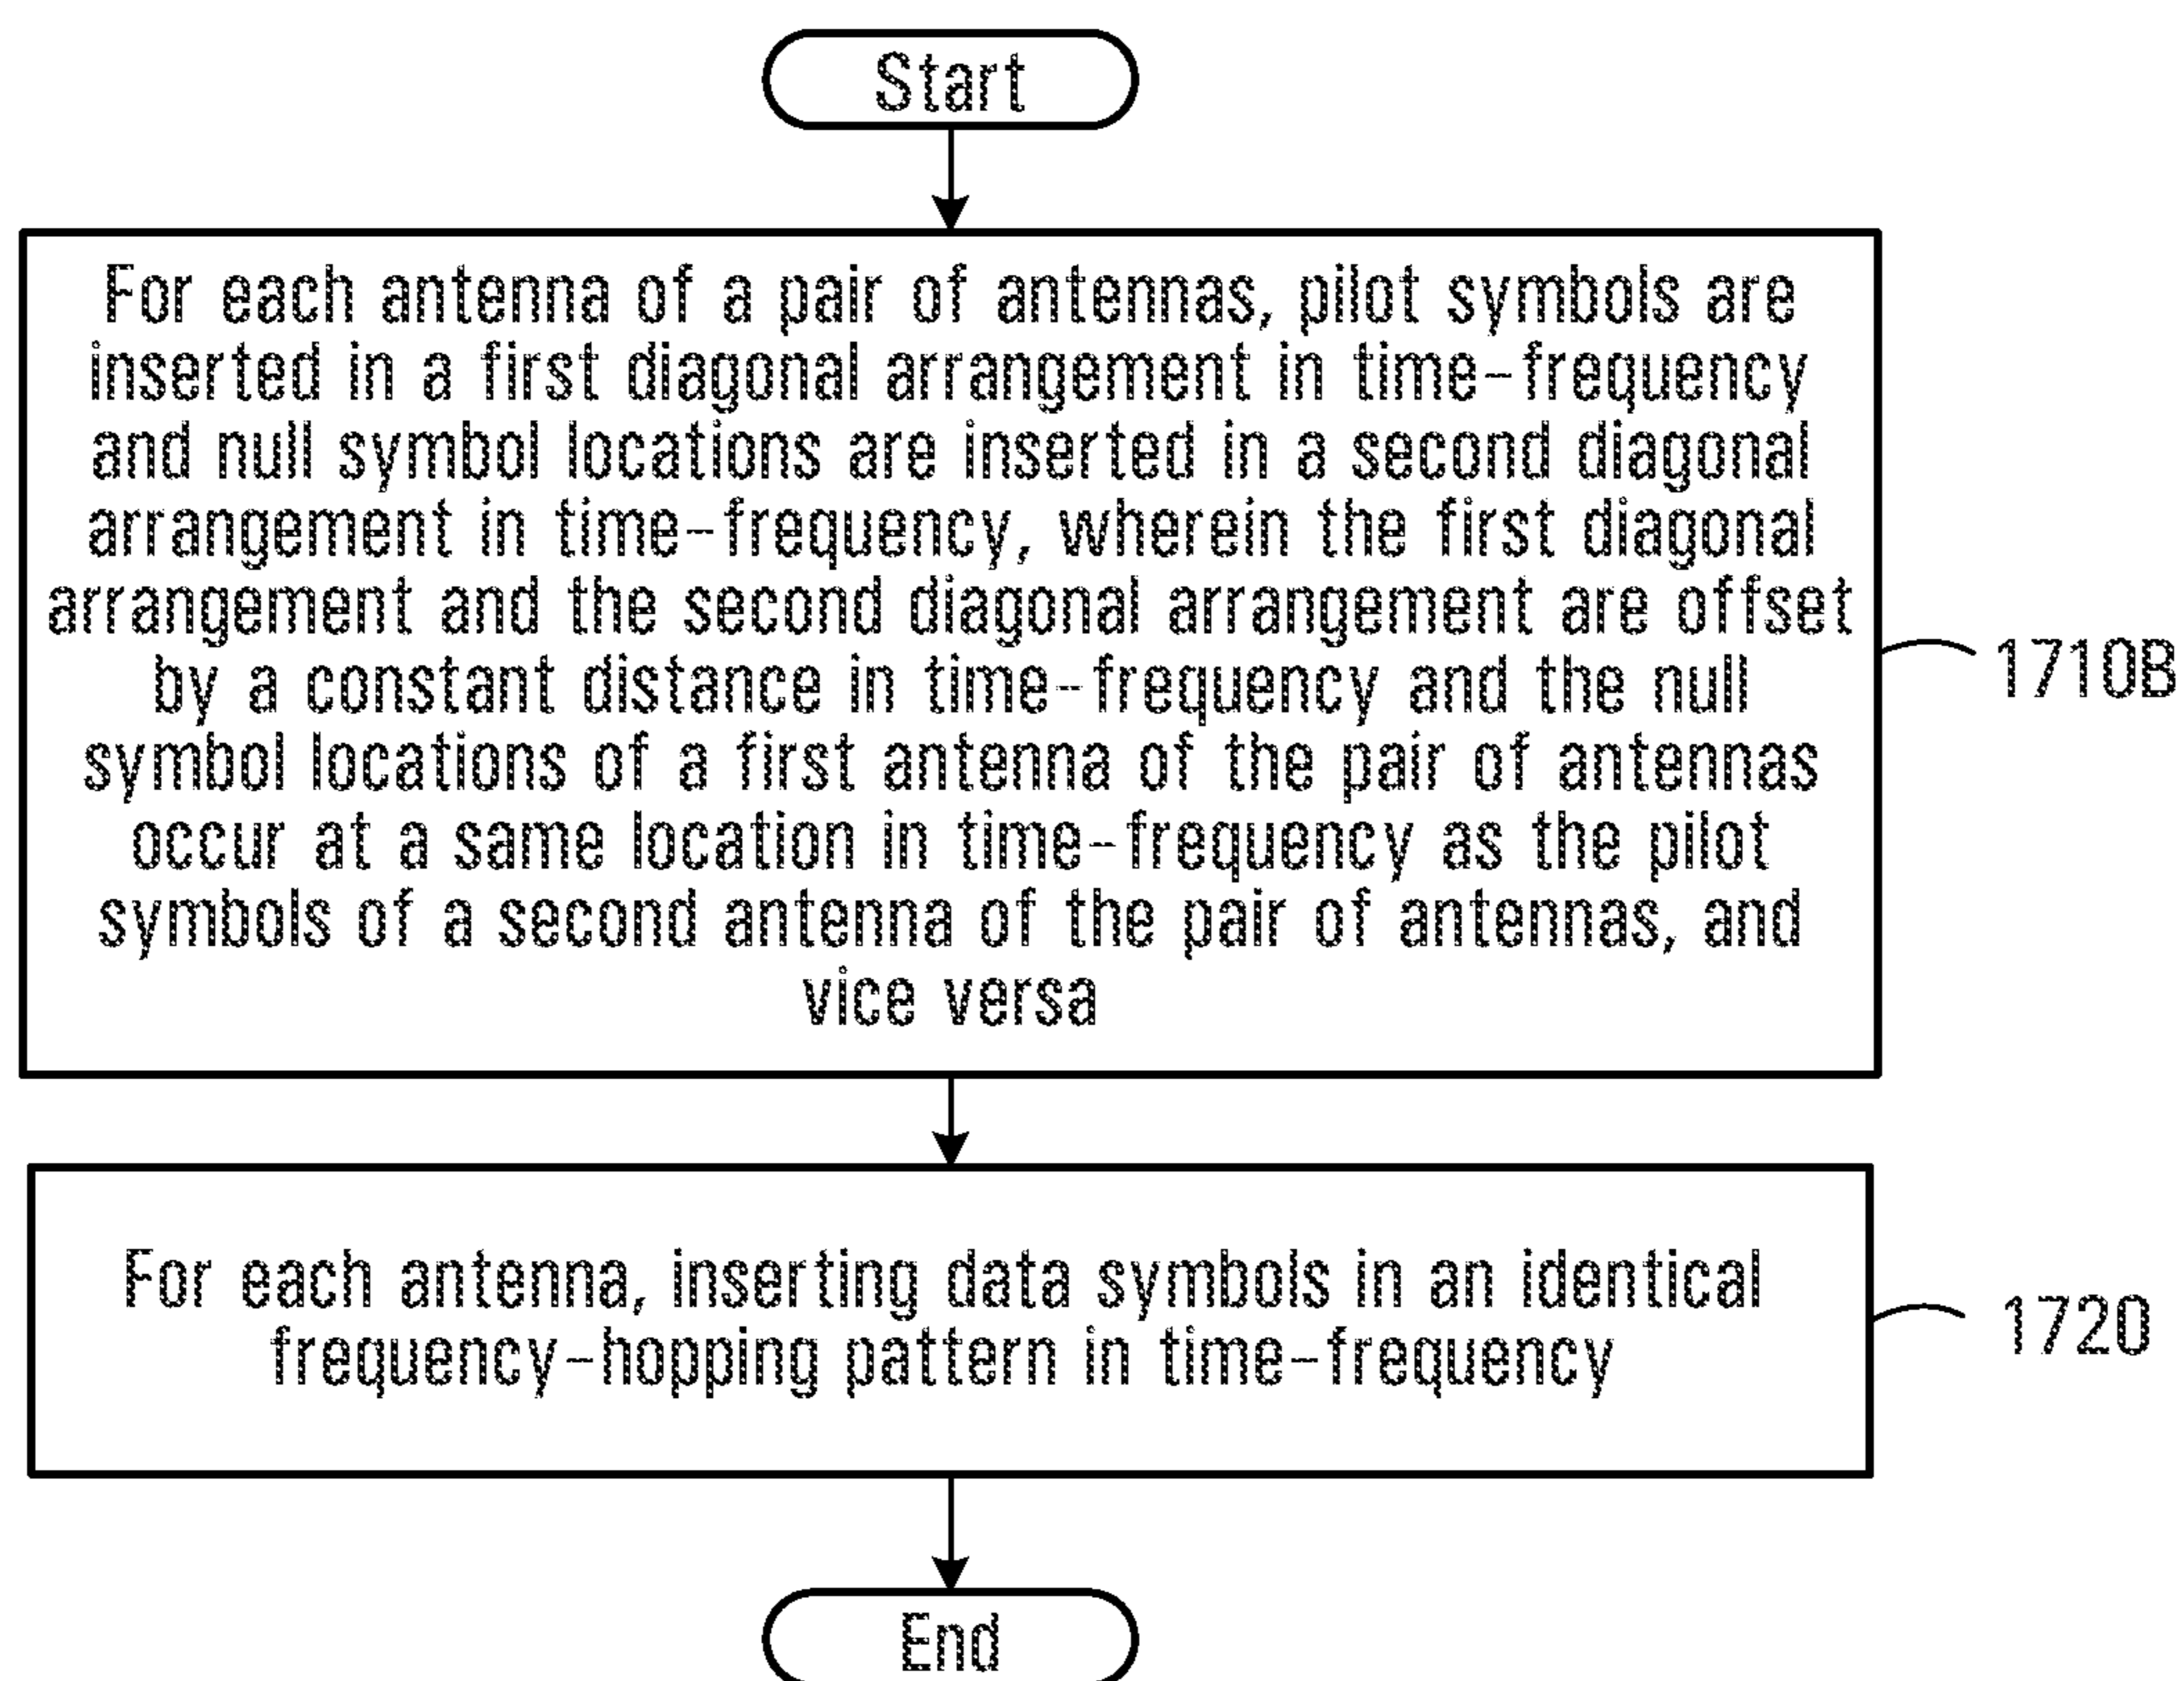 Start
For each antenna of a pair of antennas, pilot symbols are
inserted in a first diagonal arrangement in time-frequency
and null symbol locations are inserted in a second diagonal
arrangement in time-frequency, wherein the first diagonal
arrangement and the second diagonal arrangement are offset
by a constant distance in time-frequency and the null
symbol locations of a first antenna of the pair of antennas
occur at a same location in time-frequency as the pilot
symbols of a second antenna of the pair of antennas, and
vice versa
1710B
For each antenna, inserting data symbols in an identical
frequency-hopping pattern in time-frequency
1720
End